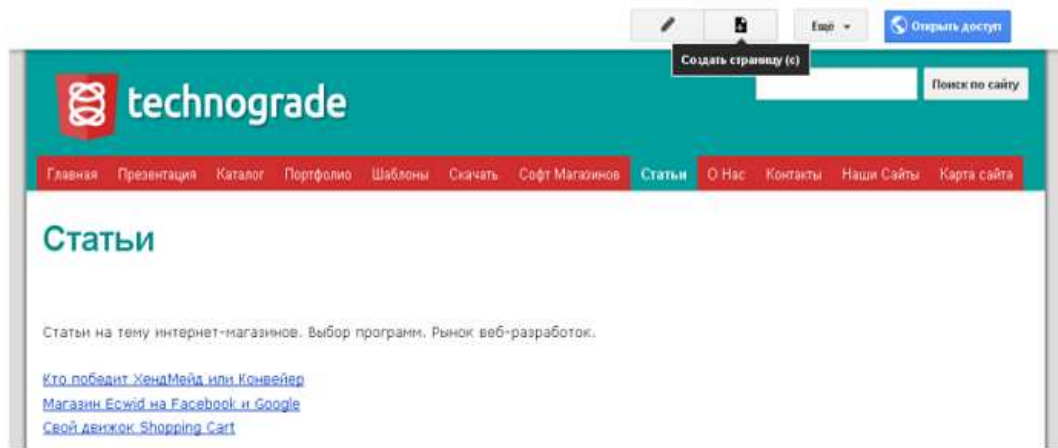 Ещё
Открыть доступ
Создать страницу (c)
technograde
Поиск по сайту
Главная Презентация Каталог Портфолио Шаблоны Скачать Софт Магазинов Статьи О Нас Контакты Наши Сайты Карта сайта
Статьи
Статьи на тему интернет-магазинов. Выбор программ. Рынок веб-разработок.
Кто победит ХендМейд или Конвейер
Магазин Ecwid на Facebook и Google
Свой движок Shopping Cart